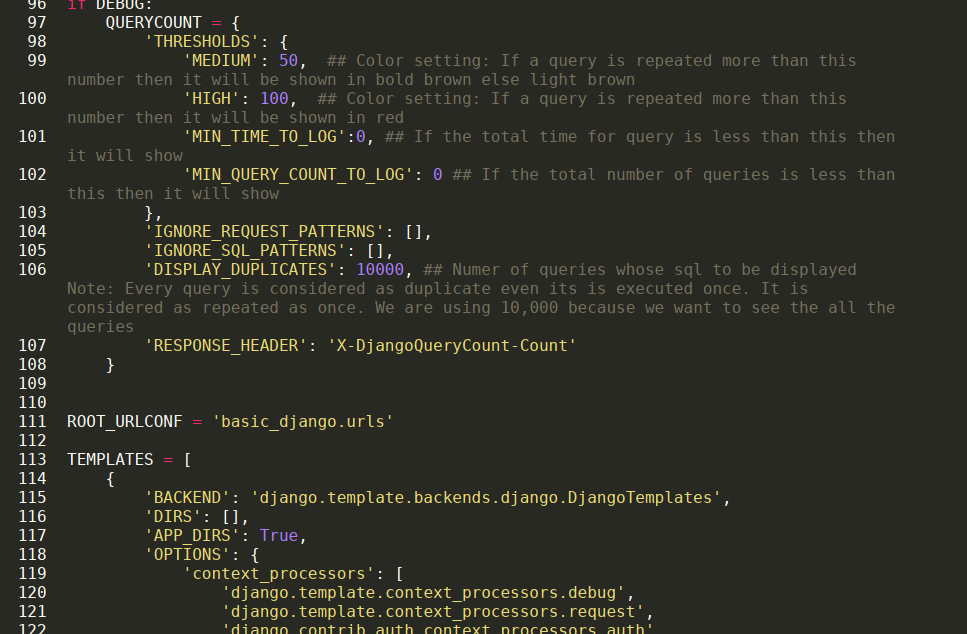 96 if DEBUG:
97 QUERYCOUNT = {
98 'THRESHOLDS': {
99 'MEDIUM': 50, ## Color setting: If a query is repeated more than this
number then it will be shown in bold brown else light brown
100 'HIGH': 100, ## Color setting: If a query is repeated more than this
number then it will be shown in red
101 'MIN_TIME_TO_LOG':0, ## If the total time for query is less than this then
it will show
102 'MIN_QUERY_COUNT_TO_LOG': 0 ## If the total number of queries is less than
this then it will show
103 },
104 'IGNORE_REQUEST_PATTERNS': [],
105 'IGNORE_SQL_PATTERNS': [],
106 'DISPLAY_DUPLICATES': 10000, ## Numer of queries whose sql to be displayed
Note: Every query is considered as duplicate even its is executed once. It is
considered as repeated as once. We are using 10,000 because we want to see the all the
queries
107 'RESPONSE_HEADER': 'X-DjangoQueryCount-Count'
108 }
109
110
111 ROOT_URLCONF = 'basic_django.urls'
112
113 TEMPLATES = [
114 {
115 'BACKEND': 'django.template.backends.django.DjangoTemplates',
116 'DIRS': [],
117 'APP_DIRS': True,
118 'OPTIONS': {
119 'context_processors': [
120 'django.template.context_processors.debug',
121 'django.template.context_processors.request',
122 'django.contrib.auth.context_processors.auth'